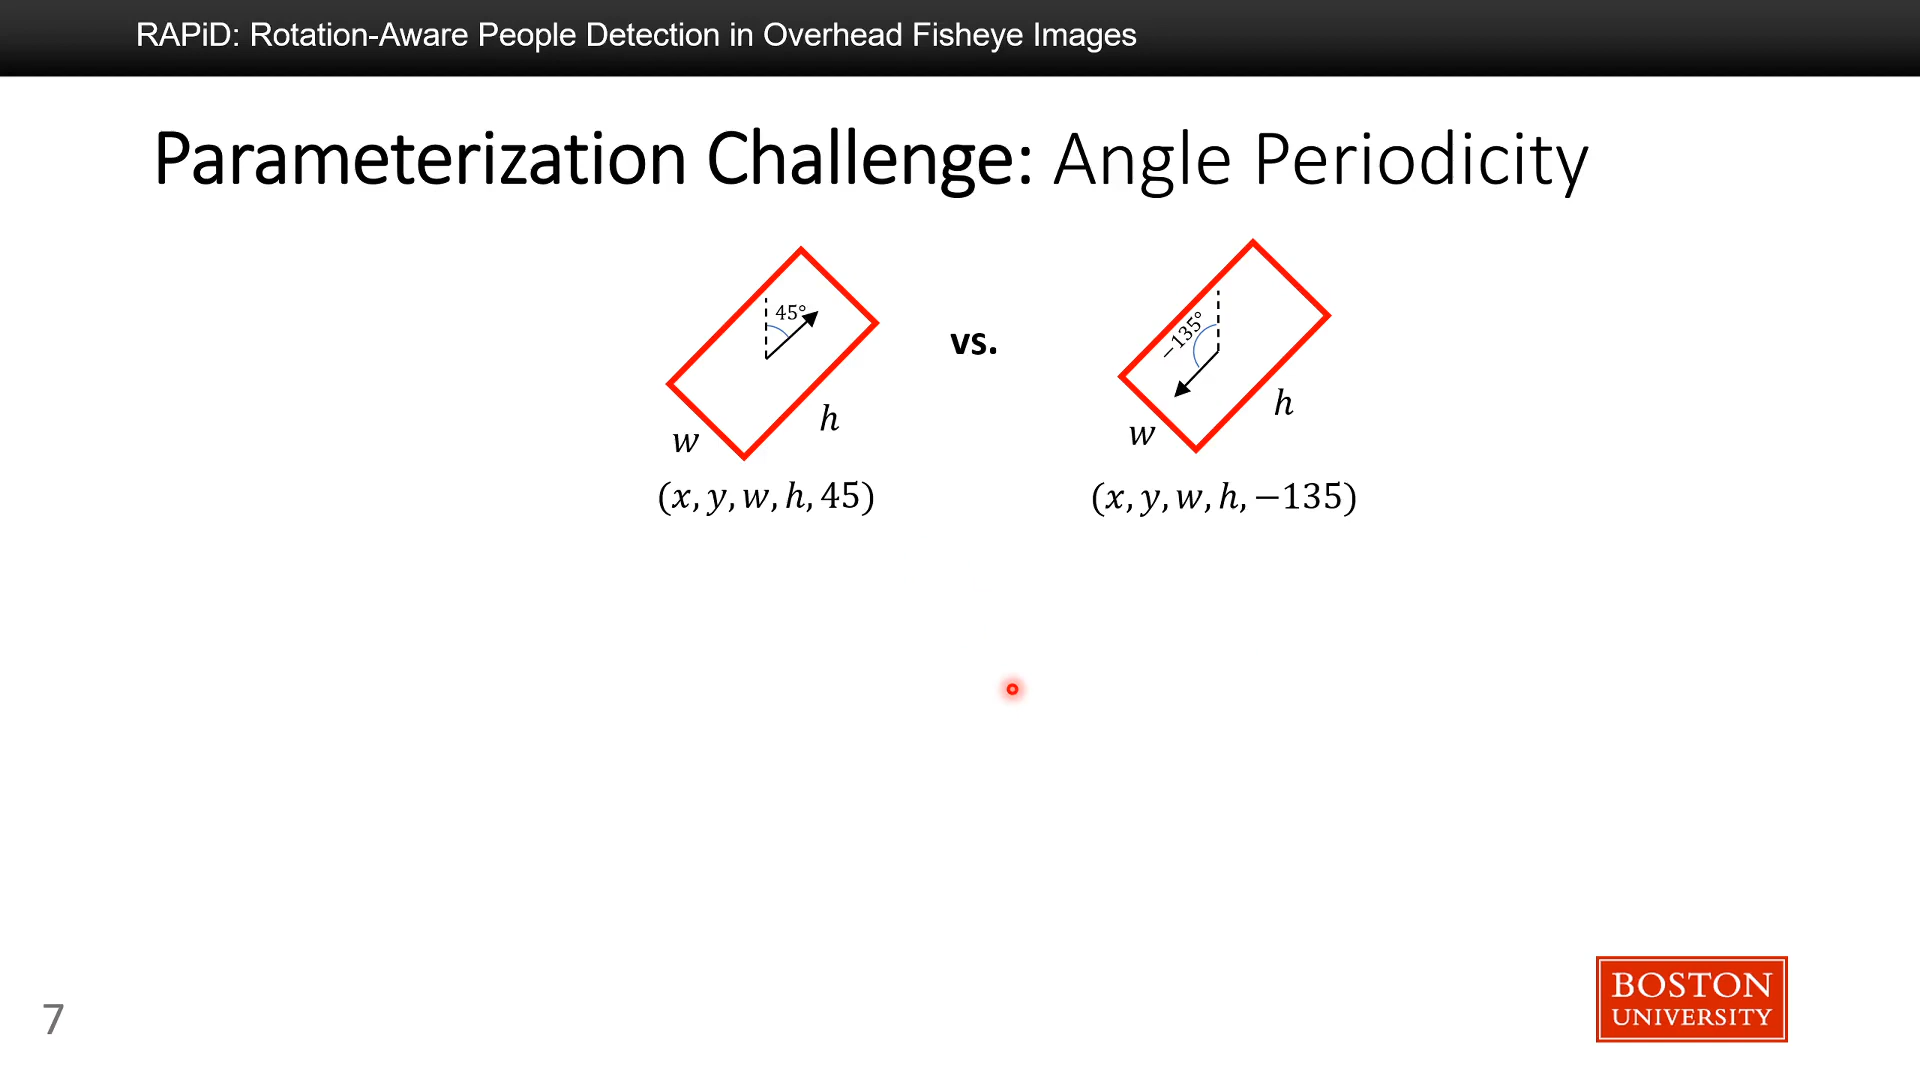 RAPiD: Rotation-Aware People Detection in Overhead Fisheye Images
Parameterization Challenge: Angle Periodicity
45°
−135°
vs.
h
h
w
w
(x, y, w, h, 45)
(x, y, w, h, −135)
BOSTON
UNIVERSITY
7